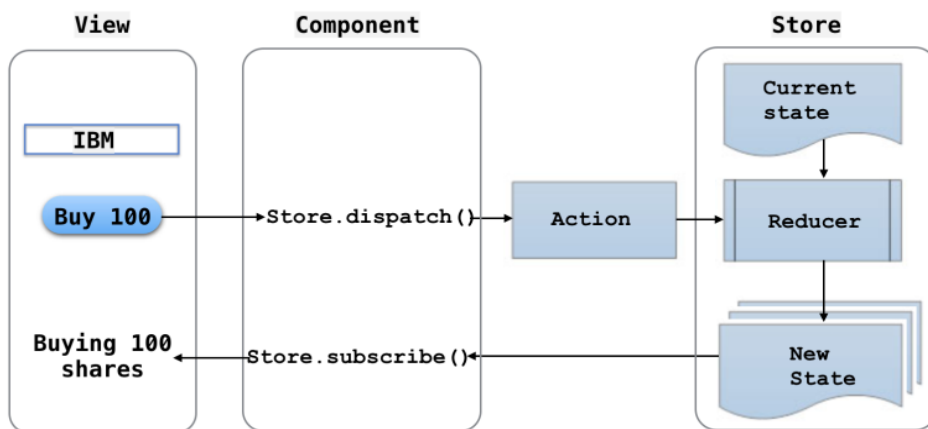 View
Component
Store
IBM
Buy 100
Buying 100
shares
Store.dispatch()
Store.subscribe()
Action
Current
state
Reducer
New
State